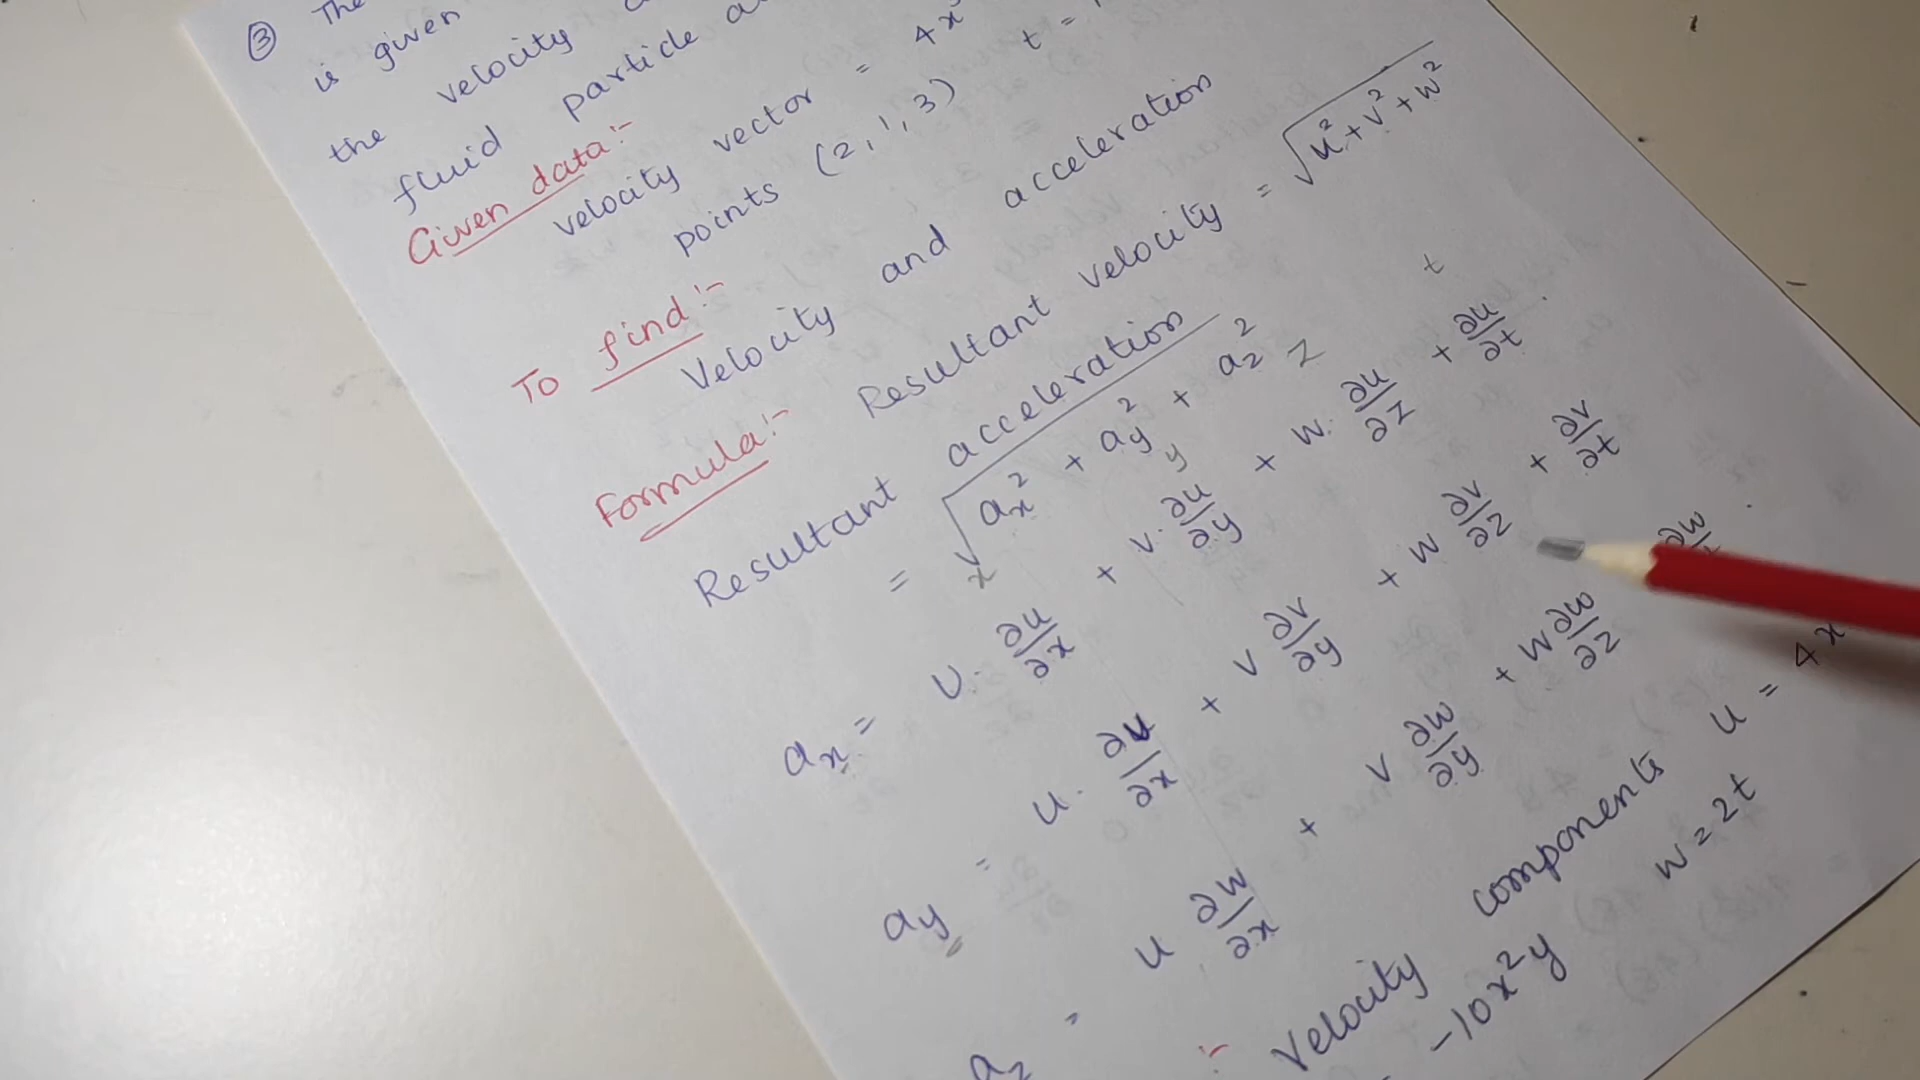 ③ The
is given
the velocity
fluid particle
Given data:-
velocity vector = 4x³
points (2, 1, 3) t =
To find:-
Velocity and acceleration
Formula:- Resultant velocity = √(u² + v² + w²)
Resultant acceleration
= √(ax² + ay² + az²)
x y z t
ax = u. ∂u/∂x + v. ∂u/∂y + w. ∂u/∂z + ∂u/∂t
ay = u. ∂v/∂x + v ∂v/∂y + w ∂v/∂z + ∂v/∂t
az = u ∂w/∂x + v ∂w/∂y + w ∂w/∂z + ∂w
:- Velocity components u = 4x
-10x²y w = 2t